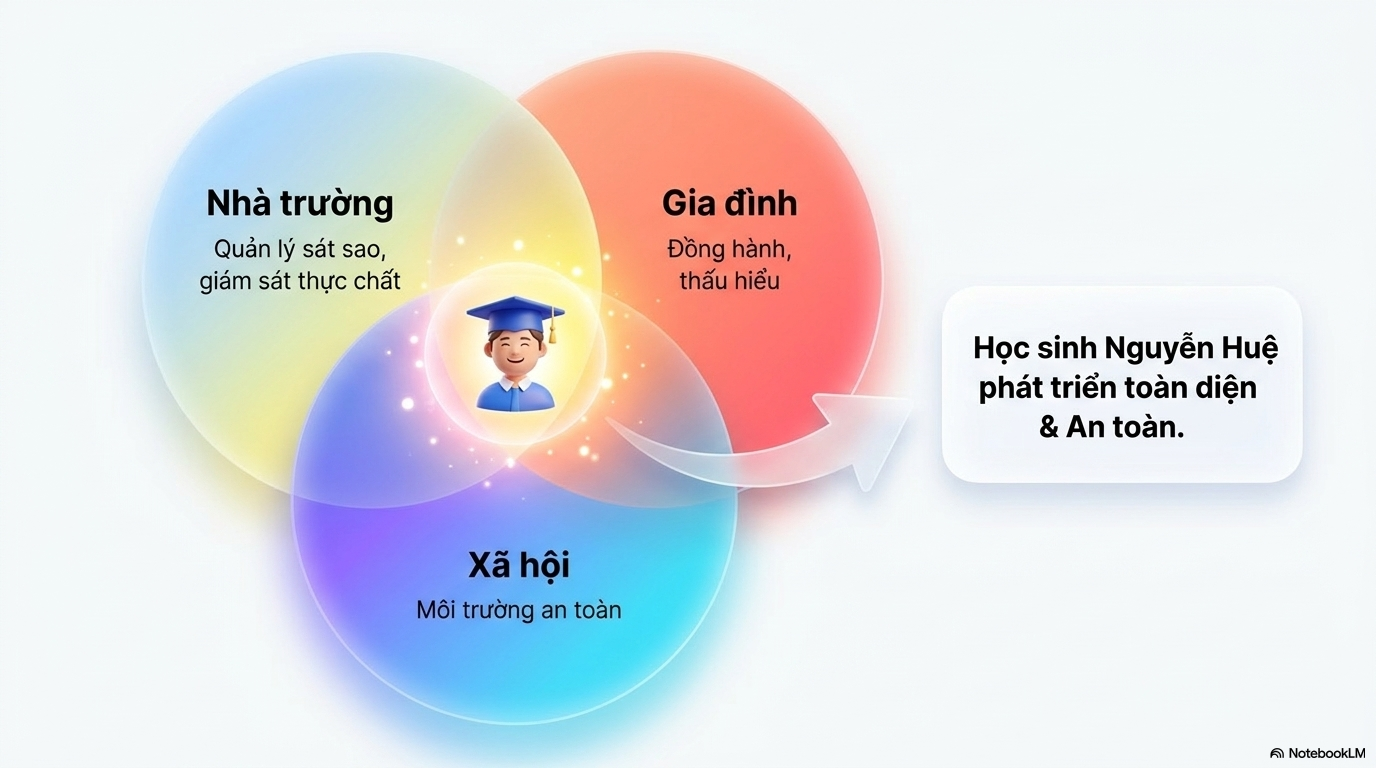 Nhà trường
Quản lý sát sao,
giám sát thực chất
Gia đình
Đồng hành,
thấu hiểu
Xã hội
Môi trường an toàn
Học sinh Nguyễn Huệ
phát triển toàn diện
& An toàn.
NotebookLM